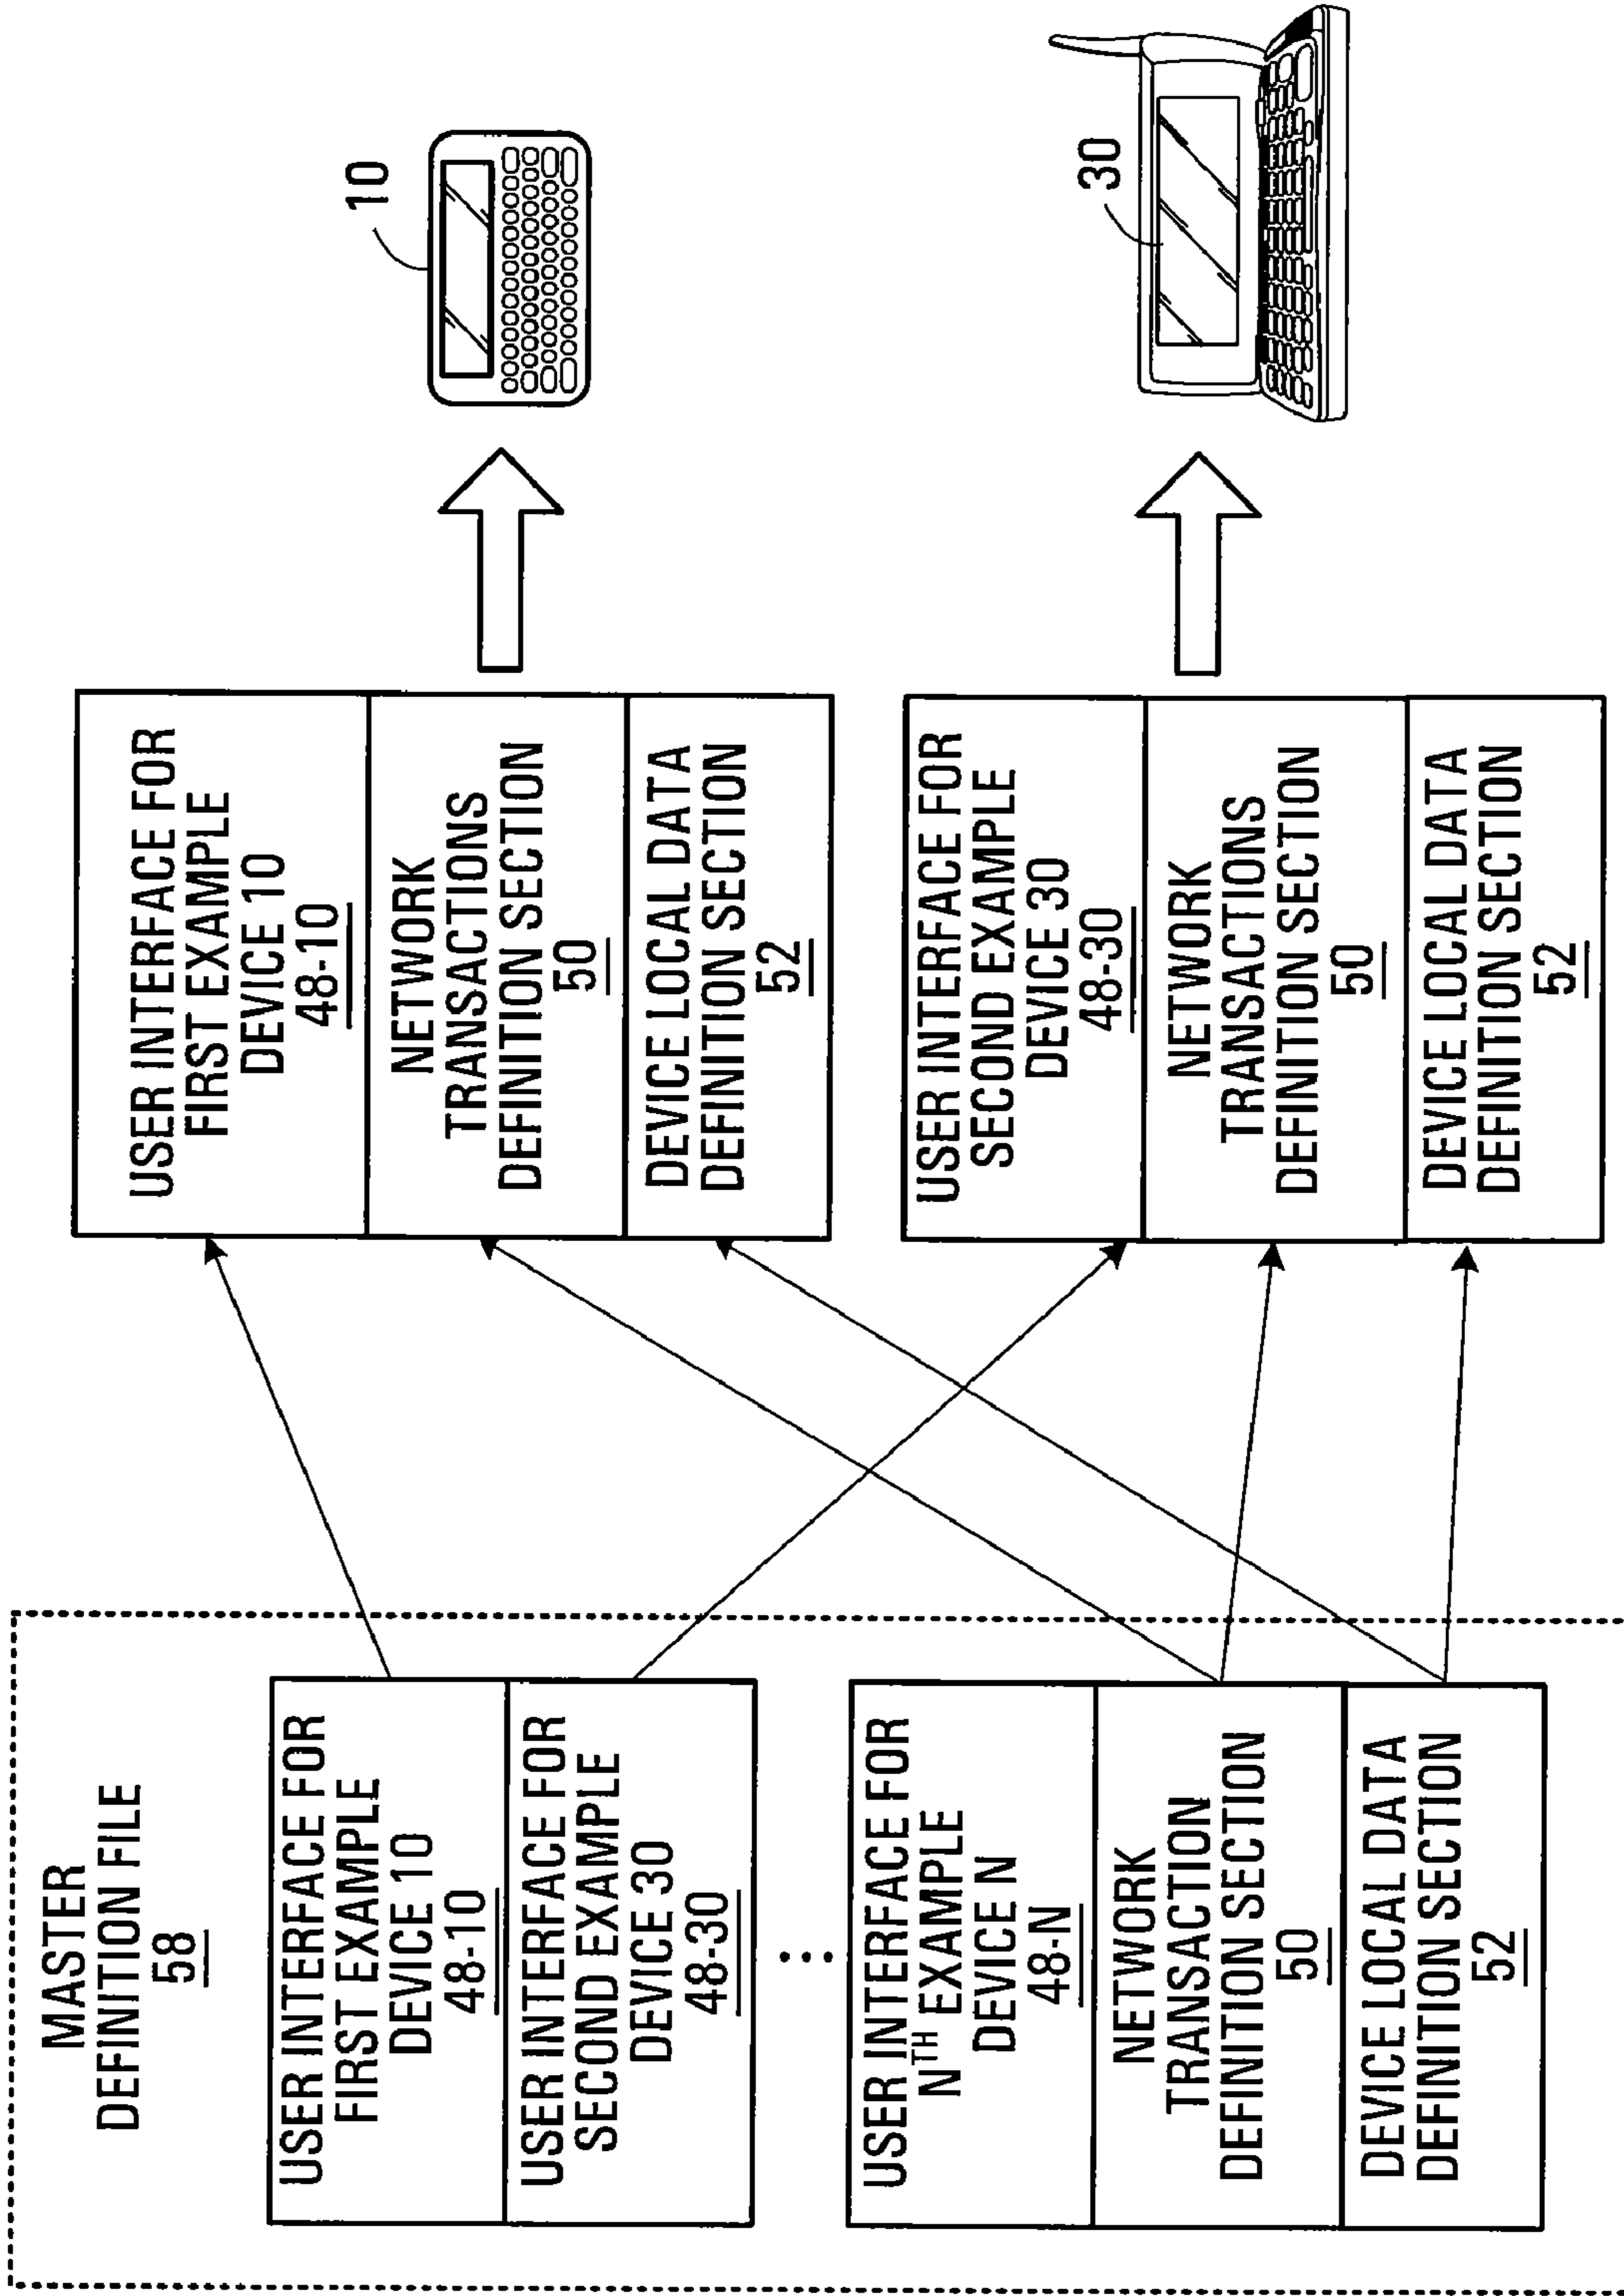 MASTER
DEFINITION FILE
58
USER INTERFACE FOR
FIRST EXAMPLE
DEVICE 10
48-10
USER INTERFACE FOR
SECOND EXAMPLE
DEVICE 30
48-30
...
USER INTERFACE FOR
NTH EXAMPLE
DEVICE N
48-N
NETWORK
TRANSACTION
DEFINITION SECTION
50
DEVICE LOCAL DATA
DEFINITION SECTION
52
USER INTERFACE FOR
FIRST EXAMPLE
DEVICE 10
48-10
NETWORK
TRANSACTIONS
DEFINITION SECTION
50
DEVICE LOCAL DATA
DEFINITION SECTION
52
USER INTERFACE FOR
SECOND EXAMPLE
DEVICE 30
48-30
NETWORK
TRANSACTIONS
DEFINITION SECTION
50
DEVICE LOCAL DATA
DEFINITION SECTION
52
10
30